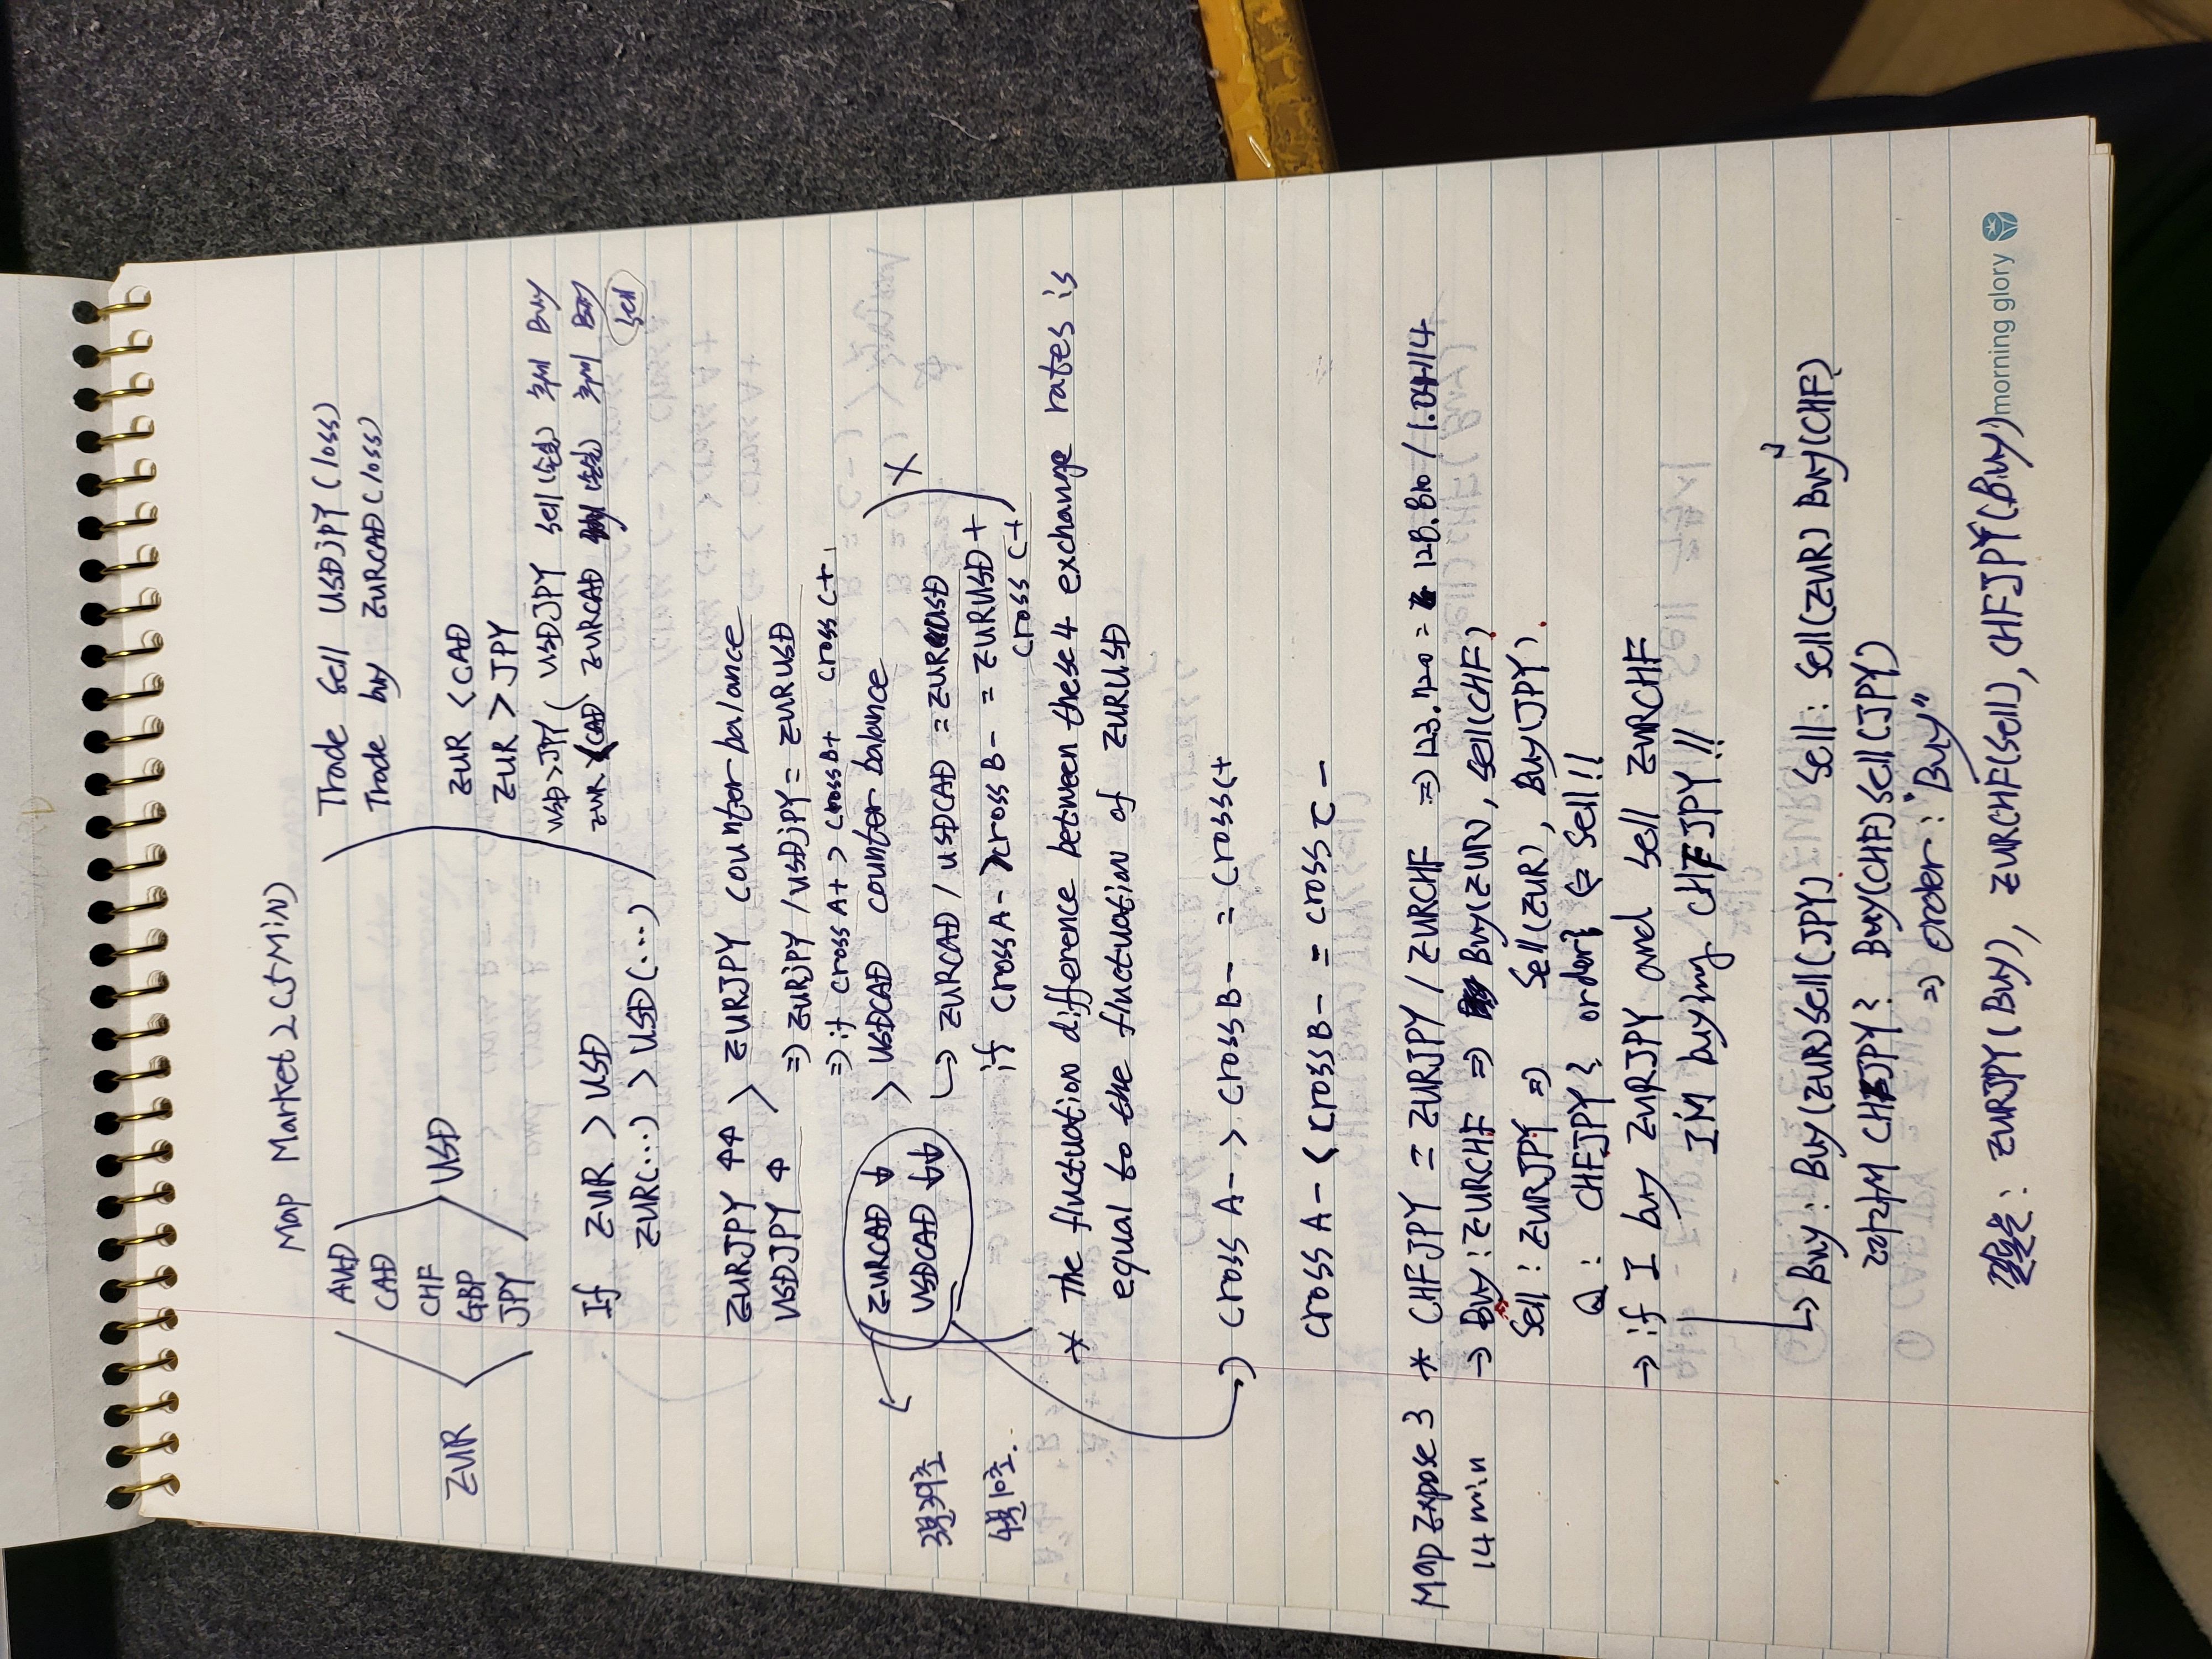 Map Market 2 (5 MiN)
AUD
CAD
CHF
GBP
JPY
ZUR
USD
If ZUR > USD
ZUR(...) > USD(...)
Trade sell USDJPY (loss)
Trade buy ZURCAD (loss)
ZUR < CAD
ZUR > JPY
USD > JPY ( USDJPY sell (손실) 추세 Buy
ZUR < CAD ZURCAD (손실) 추세
sell
ZURJPY ↑↑ > ZURJPY counter balance
USDJPY ↑
=> ZURJPY / USDJPY = ZURUSD
=> if cross A+ > cross B+ cross C+
ZURCAD ↓ > USDCAD counter balance
USDCAD ↓↓
X
3분39초
4분10초..
↳ ZURCAD / USDCAD = ZURUSD
if cross A- > cross B- = ZURUSD +
cross C+
* The fluctuation difference between these 4 exchange rates is
equal to the fluctuation of ZURUSD
cross A- > cross B- = cross C+
cross A- < cross B- = cross C -
Map Zxpose 3
14 min
* CHFJPY = ZURJPY / ZURCHF => 123.720 = 128.810 / 1.04114
→ Buy : ZURCHF => Buy(ZUR), sell(CHF)
Sell : ZURJPY => Sell(ZUR), Buy(JPY).
Q : CHFJPY? order? ⇐ Sell!!
→ if I buy ZURJPY and sell ZURCHF
I'M buying CHFJPY!!
↳ Buy : Buy(ZUR) sell(JPY) Sell : sell(ZUR) Buy(CHF)
따라서 CHFJPY? Buy(CHF) sell(JPY)
=> order : "Buy"
결론은 : ZURJPY(Buy), ZURCHF(sell), CHFJPY(Buy)
morning glory